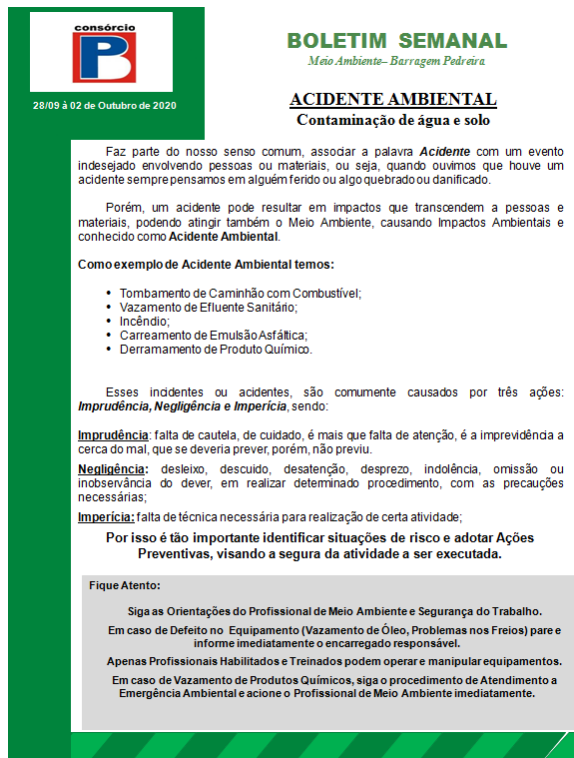 consórcio
PB
28/09 à 02 de Outubro de 2020
BOLETIM SEMANAL
Meio Ambiente– Barragem Pedreira
ACIDENTE AMBIENTAL
Contaminação de água e solo
Faz parte do nosso senso comum, associar a palavra Acidente com um evento
indesejado envolvendo pessoas ou materiais, ou seja, quando ouvimos que houve um
acidente sempre pensamos em alguém ferido ou algo quebrado ou danificado.
Porém, um acidente pode resultar em impactos que transcendem a pessoas e
materiais, podendo atingir também o Meio Ambiente, causando Impactos Ambientais e
conhecido como Acidente Ambiental.
Como exemplo de Acidente Ambiental temos:
• Tombamento de Caminhão com Combustível;
• Vazamento de Efluente Sanitário;
• Incêndio;
• Carreamento de Emulsão Asfáltica;
• Derramamento de Produto Químico.
Esses incidentes ou acidentes, são comumente causados por três ações:
Imprudência, Negligência e Imperícia, sendo:
Imprudência: falta de cautela, de cuidado, é mais que falta de atenção, é a imprevidência a
cerca do mal, que se deveria prever, porém, não previu.
Negligência: desleixo, descuido, desatenção, desprezo, indolência, omissão ou
inobservância do dever, em realizar determinado procedimento, com as precauções
necessárias;
Imperícia: falta de técnica necessária para realização de certa atividade;
Por isso é tão importante identificar situações de risco e adotar Ações
Preventivas, visando a segura da atividade a ser executada.
Fique Atento:
Siga as Orientações do Profissional de Meio Ambiente e Segurança do Trabalho.
Em caso de Defeito no Equipamento (Vazamento de Óleo, Problemas nos Freios) pare e
informe imediatamente o encarregado responsável.
Apenas Profissionais Habilitados e Treinados podem operar e manipular equipamentos.
Em caso de Vazamento de Produtos Químicos, siga o procedimento de Atendimento a
Emergência Ambiental e acione o Profissional de Meio Ambiente imediatamente.